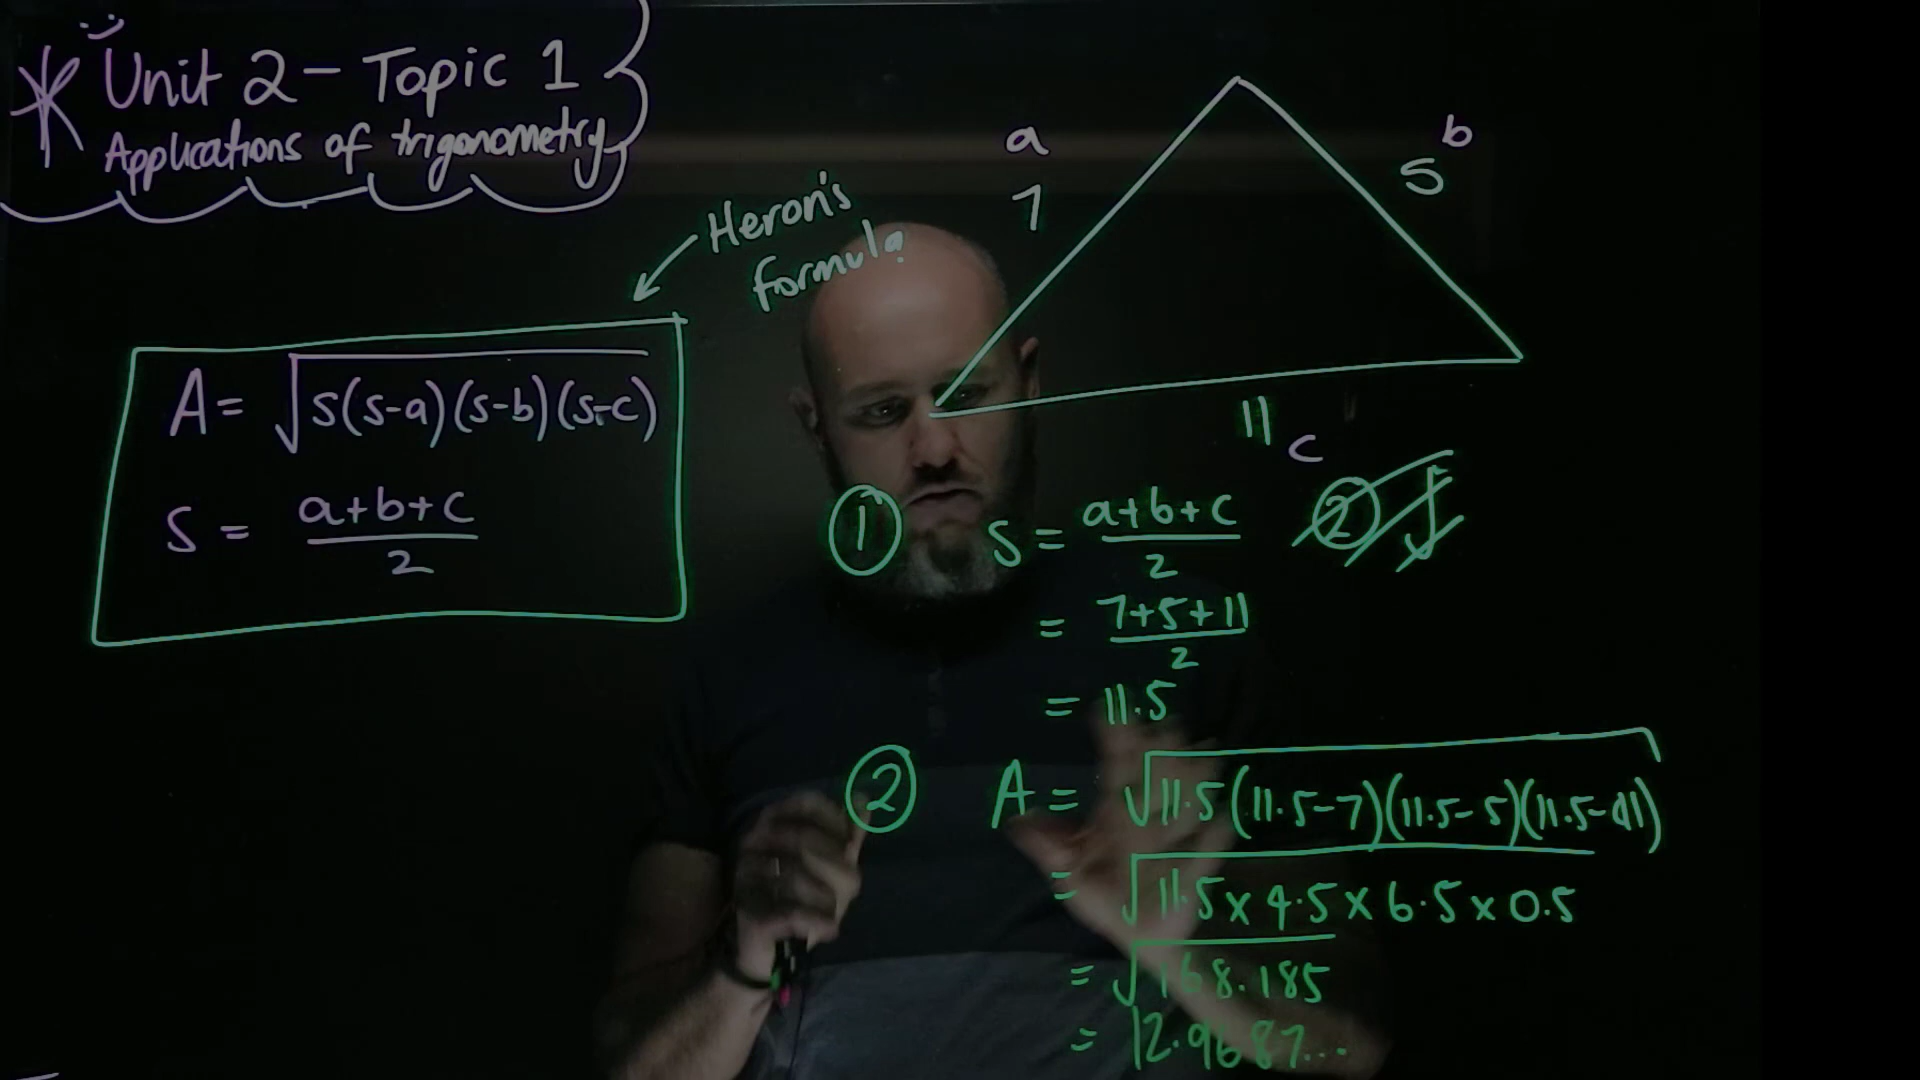 Unit 2 - Topic 1
Applications of trigonometry
Heron's
formula
A = √s(s-a)(s-b)(s-c)
S = a+b+c
2
a
7
b
5
11
c
① S = a+b+c
2
② √
= 7+5+11
2
= 11.5
② A = √11.5(11.5-7)(11.5-5)(11.5-11)
= √11.5 x 4.5 x 6.5 x 0.5
= √168.185
= 12.9687...